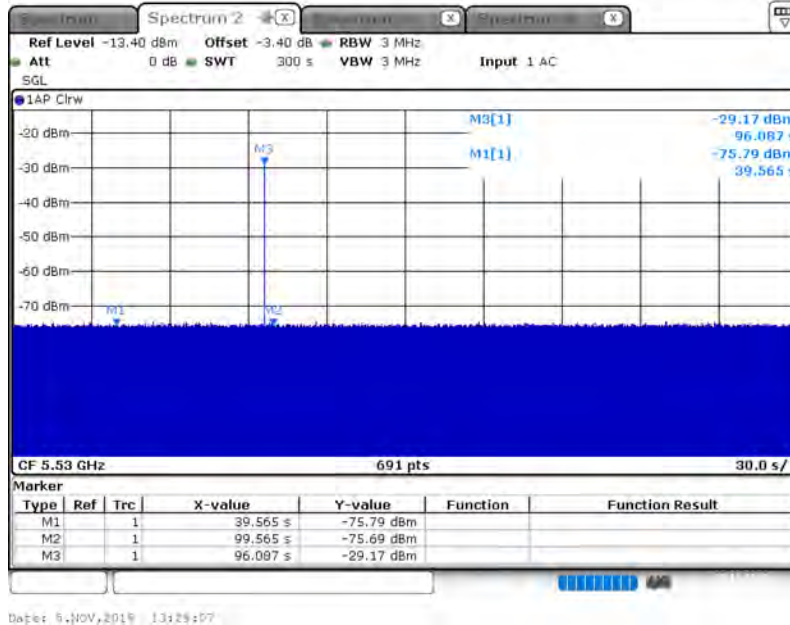 Spectrum 2 X X X
Ref Level -13.40 dBm Offset -3.40 dB RBW 3 MHz
Att 0 dB SWT 300 s VBW 3 MHz Input 1 AC
SGL
1AP Clrw
M3[1] -29.17 dBm
96.087 s
M1[1] -75.79 dBm
39.565 s
-20 dBm
M3
-30 dBm
-40 dBm
-50 dBm
-60 dBm
-70 dBm
M1 M2
CF 5.53 GHz 691 pts 30.0 s/
Marker
Type Ref Trc X-value Y-value Function Function Result
M1 1 39.565 s -75.79 dBm
M2 1 99.565 s -75.69 dBm
M3 1 96.087 s -29.17 dBm
Date: 5.NOV.2019 13:29:07